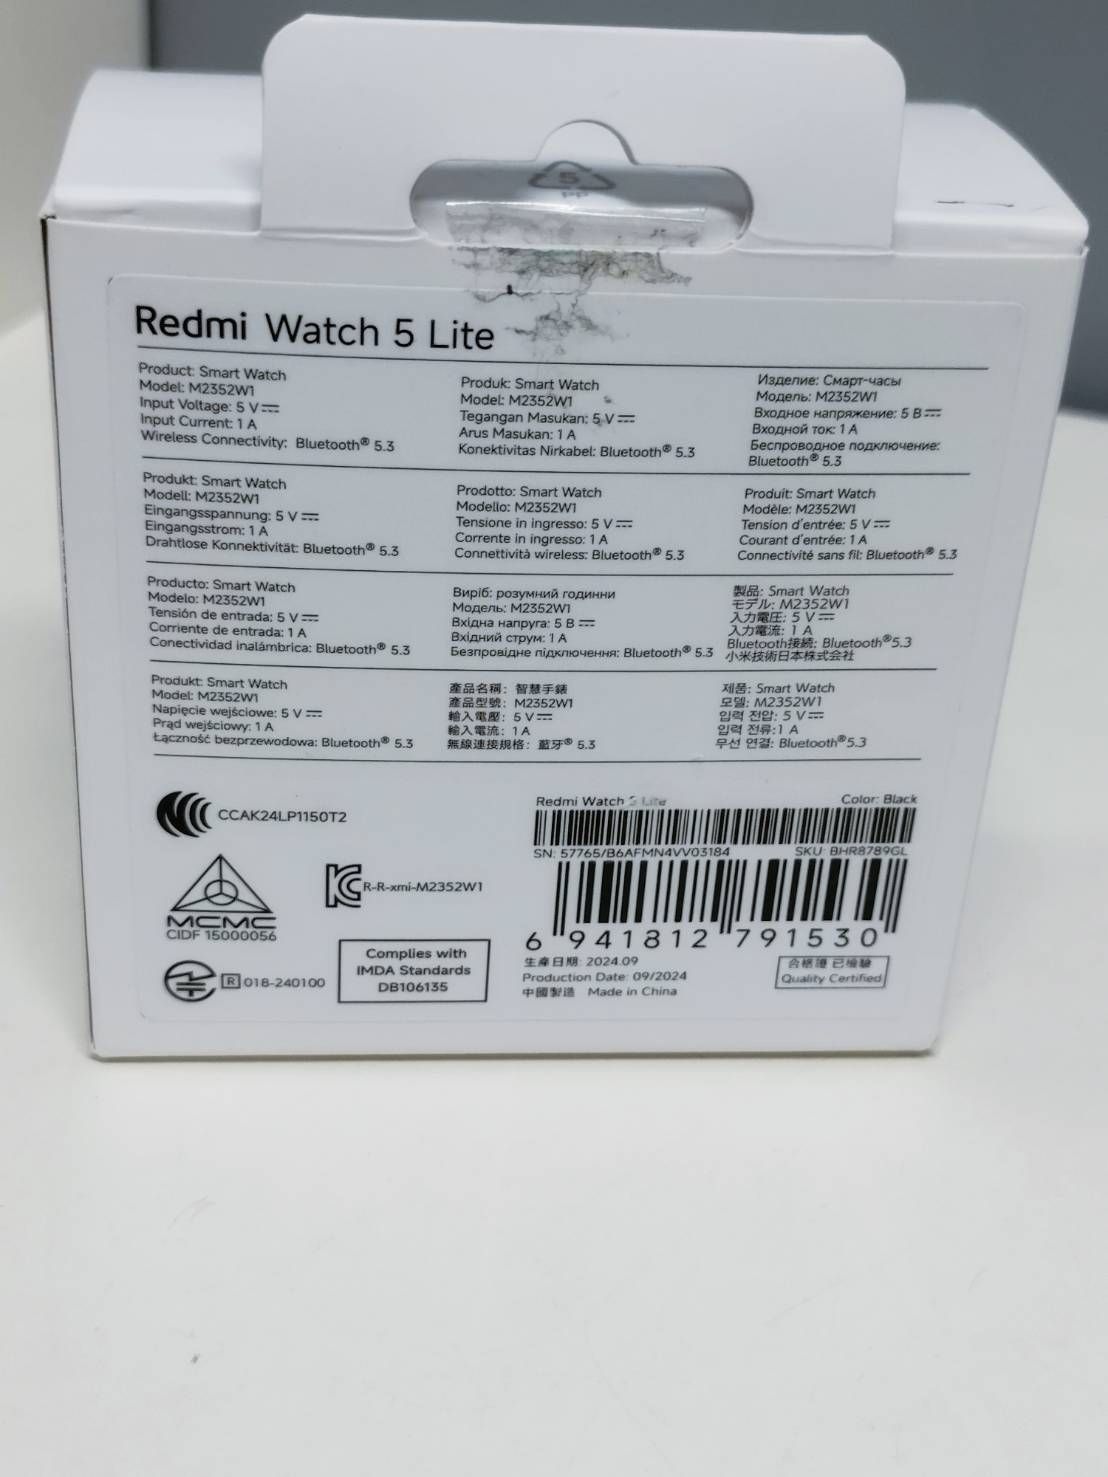 5
PP
Redmi Watch 5 Lite
Product: Smart Watch
Model: M2352W1
Input Voltage: 5 V⎓
Input Current: 1 A
Wireless Connectivity: Bluetooth® 5.3
Produk: Smart Watch
Model: M2352W1
Tegangan Masukan: 5 V⎓
Arus Masukan: 1 A
Konektivitas Nirkabel: Bluetooth® 5.3
Изделие: Смарт-часы
Модель: M2352W1
Входное напряжение: 5 В⎓
Входной ток: 1 А
Беспроводное подключение:
Bluetooth® 5.3
Produkt: Smart Watch
Modell: M2352W1
Eingangsspannung: 5 V⎓
Eingangsstrom: 1 A
Drahtlose Konnektivität: Bluetooth® 5.3
Prodotto: Smart Watch
Modello: M2352W1
Tensione in ingresso: 5 V⎓
Corrente in ingresso: 1 A
Connettività wireless: Bluetooth® 5.3
Produit: Smart Watch
Modèle: M2352W1
Tension d'entrée: 5 V⎓
Courant d'entrée: 1 A
Connectivité sans fil: Bluetooth® 5.3
Producto: Smart Watch
Modelo: M2352W1
Tensión de entrada: 5 V⎓
Corriente de entrada: 1 A
Conectividad inalámbrica: Bluetooth® 5.3
Виріб: розумний годинни
Модель: M2352W1
Вхідна напруга: 5 В⎓
Вхідний струм: 1 А
Безпровідне підключення: Bluetooth® 5.3
製品: Smart Watch
モデル: M2352W1
入力電圧: 5 V⎓
入力電流: 1 A
Bluetooth接続: Bluetooth®5.3
小米技術日本株式会社
Produkt: Smart Watch
Model: M2352W1
Napięcie wejściowe: 5 V⎓
Prąd wejściowy: 1 A
Łączność bezprzewodowa: Bluetooth® 5.3
產品名稱: 智慧手錶
產品型號: M2352W1
輸入電壓: 5 V⎓
輸入電流: 1A
無線連接規格: 藍牙® 5.3
제품: Smart Watch
모델: M2352W1
입력 전압: 5 V⎓
입력 전류: 1 A
무선 연결: Bluetooth®5.3
CCAK24LP1150T2
MCMC
CIDF 15000056
R-R-xmi-M2352W1
R 018-240100
Complies with
IMDA Standards
DB106135
Redmi Watch 5 Lite
Color: Black
SN: 57765/B6AFMN4VV03184
SKU: BHR8789GL
6 941812 791530
生產日期: 2024.09
Production Date: 09/2024
中國製造 Made in China
合格證 已檢驗
Quality Certified